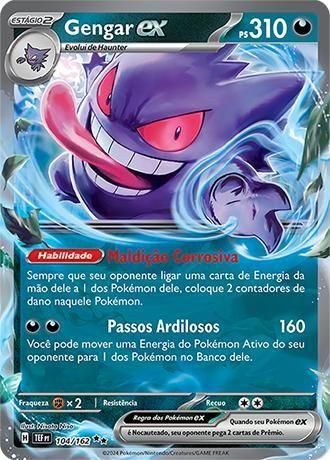 ESTÁGIO 2
Gengar ex
PS 310
Evolui de Haunter
Habilidade Maldição Corrosiva
Sempre que seu oponente ligar uma carta de Energia da
mão dele a 1 dos Pokémon dele, coloque 2 contadores de
dano naquele Pokémon.
Passos Ardilosos 160
Você pode mover uma Energia do Pokémon Ativo do seu
oponente para 1 dos Pokémon no Banco dele.
Fraqueza x 2 Resistência Recuo
Ilust.
H TEF PT 104/162
Regra dos Pokémon ex
Quando seu Pokémon ex
é Nocauteado, seu oponente pega 2 cartas de Prêmio.
©2024 Pokémon/Nintendo/Creatures/GAME FREAK